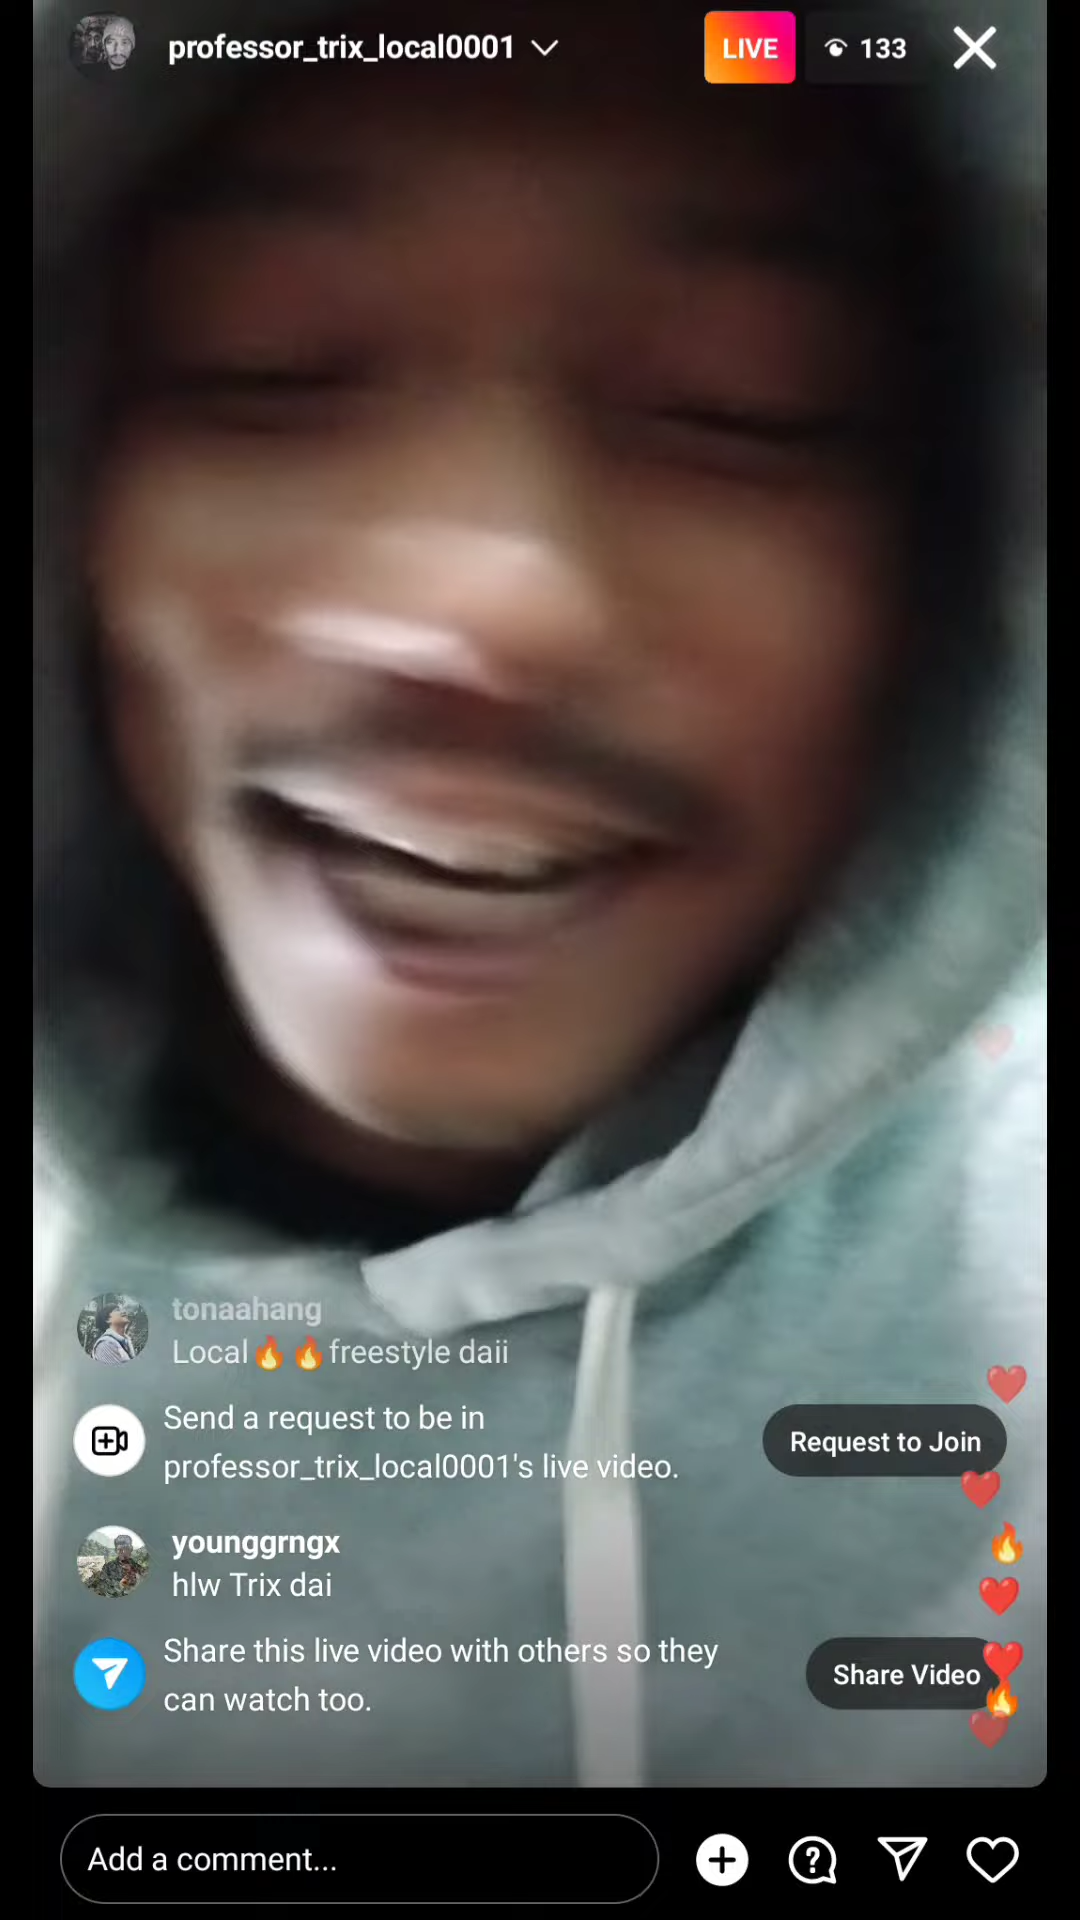 professor_trix_local0001
LIVE
133
tonaahang
Local🔥🔥freestyle daii
Send a request to be in
professor_trix_local0001's live video.
Request to Join
younggrngx
hlw Trix dai
Share this live video with others so they
can watch too.
Share Video
Add a comment...